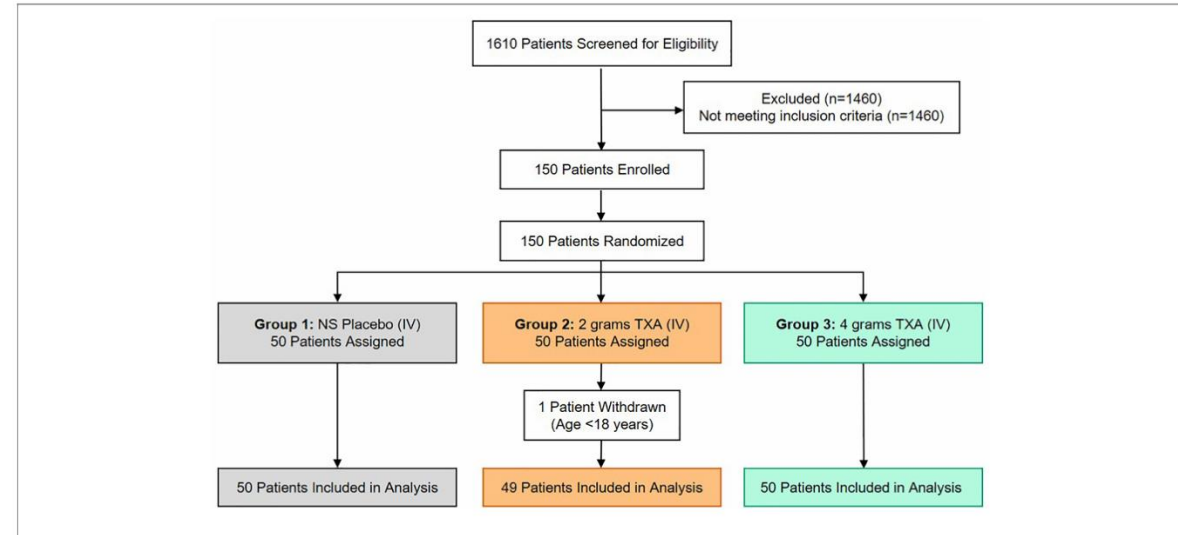 1610 Patients Screened for Eligibility
Excluded (n=1460)
Not meeting inclusion criteria (n=1460)
150 Patients Enrolled
150 Patients Randomized
Group 1: NS Placebo (IV)
50 Patients Assigned
Group 2: 2 grams TXA (IV)
50 Patients Assigned
Group 3: 4 grams TXA (IV)
50 Patients Assigned
1 Patient Withdrawn
(Age <18 years)
50 Patients Included in Analysis
49 Patients Included in Analysis
50 Patients Included in Analysis